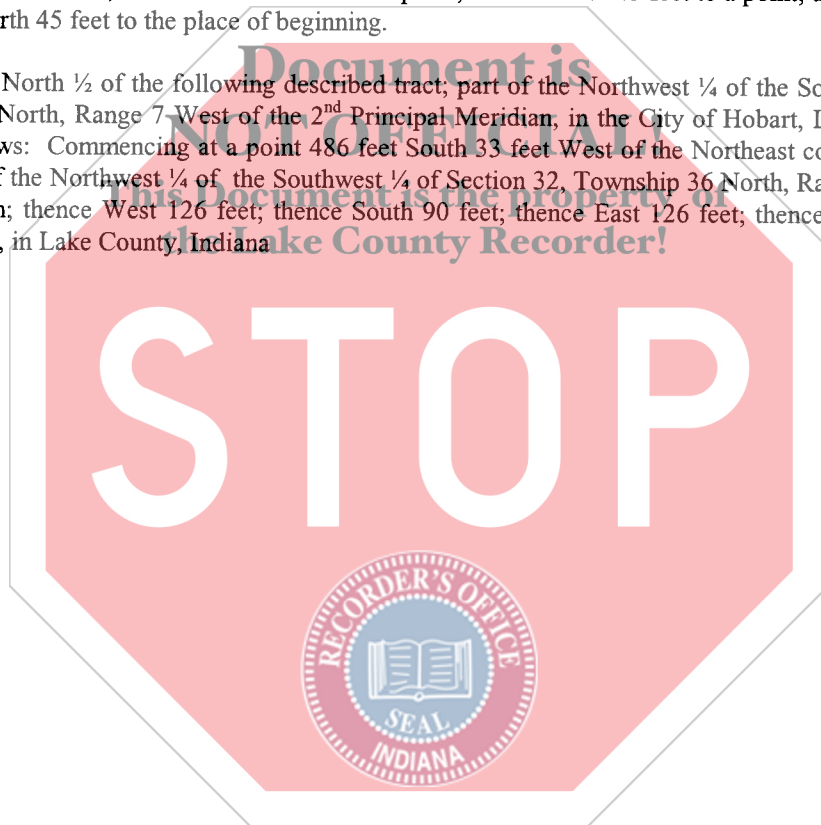 rth 45 feet to the place of beginning.
Document is
North ½ of the following described tract; part of the Northwest ¼ of the So
North, Range 7 West of the 2nd Principal Meridian, in the City of Hobart, I
NOT OFFICIAL!
ws: Commencing at a point 486 feet South 33 feet West of the Northeast co
f the Northwest ¼ of the Southwest ¼ of Section 32, Township 36 North, Ra
This Document is the property of
n; thence West 126 feet; thence South 90 feet; thence East 126 feet; thence
, in Lake County, Indiana
the Lake County Recorder!
STOP
RECORDER'S OFFICE
SEAL
INDIANA